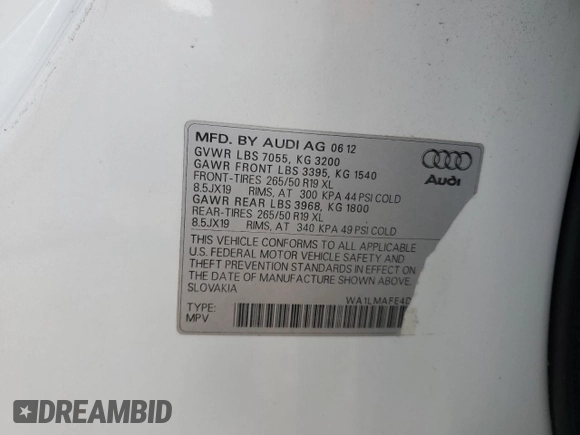 MFD. BY AUDI AG 06 12
GVWR LBS 7055, KG 3200
GAWR FRONT LBS 3395, KG 1540
FRONT-TIRES 265/50 R19 XL
8.5JX19 RIMS, AT 300 KPA 44 PSI COLD
GAWR REAR LBS 3968, KG 1800
REAR-TIRES 265/50 R19 XL
8.5JX19 RIMS, AT 340 KPA 49 PSI COLD
Audi
THIS VEHICLE CONFORMS TO ALL APPLICABLE
U.S. FEDERAL MOTOR VEHICLE SAFETY AND
THEFT PREVENTION STANDARDS IN EFFECT
THE DATE OF MANUFACTURE SHOWN ABOVE.
SLOVAKIA
WA1LMAFE4D
TYPE:
MPV
DREAMBID